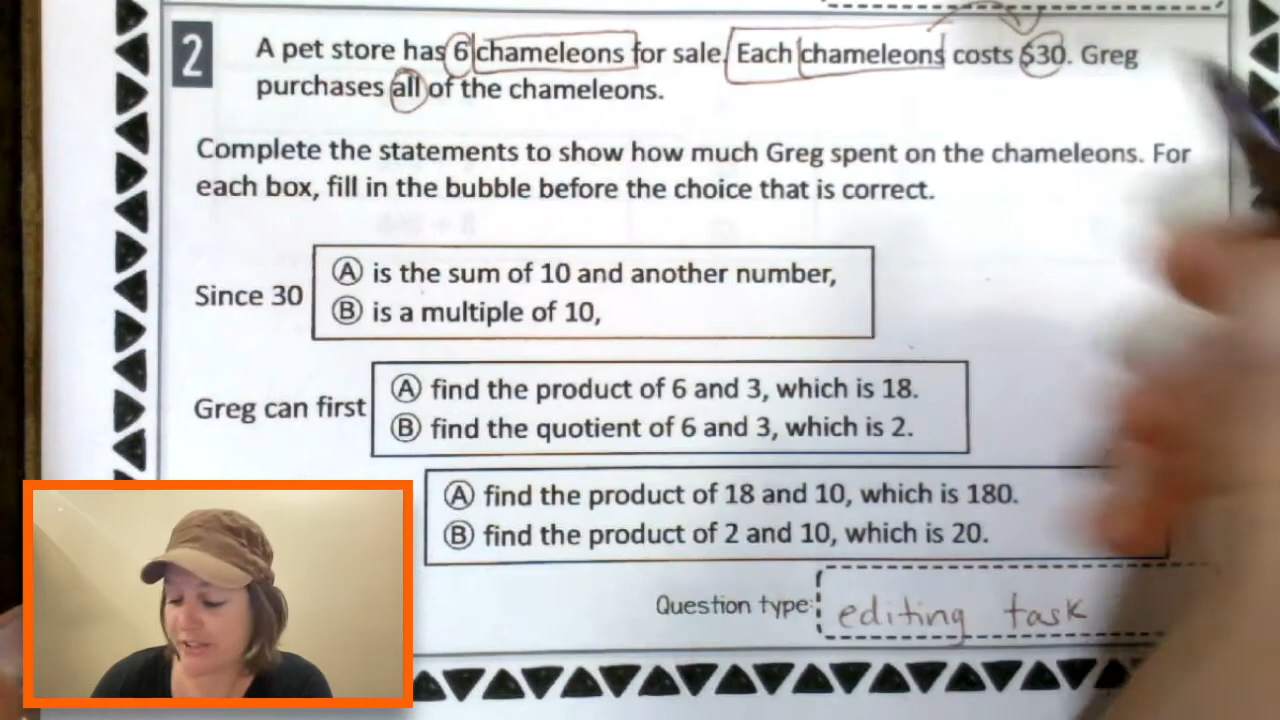 2
A pet store has 6 chameleons for sale. Each chameleons costs $30. Greg
purchases all of the chameleons.
Complete the statements to show how much Greg spent on the chameleons. For
each box, fill in the bubble before the choice that is correct.
Since 30
A is the sum of 10 and another number,
B is a multiple of 10,
Greg can first
A find the product of 6 and 3, which is 18.
B find the quotient of 6 and 3, which is 2.
A find the product of 18 and 10, which is 180.
B find the product of 2 and 10, which is 20.
Question type: editing task